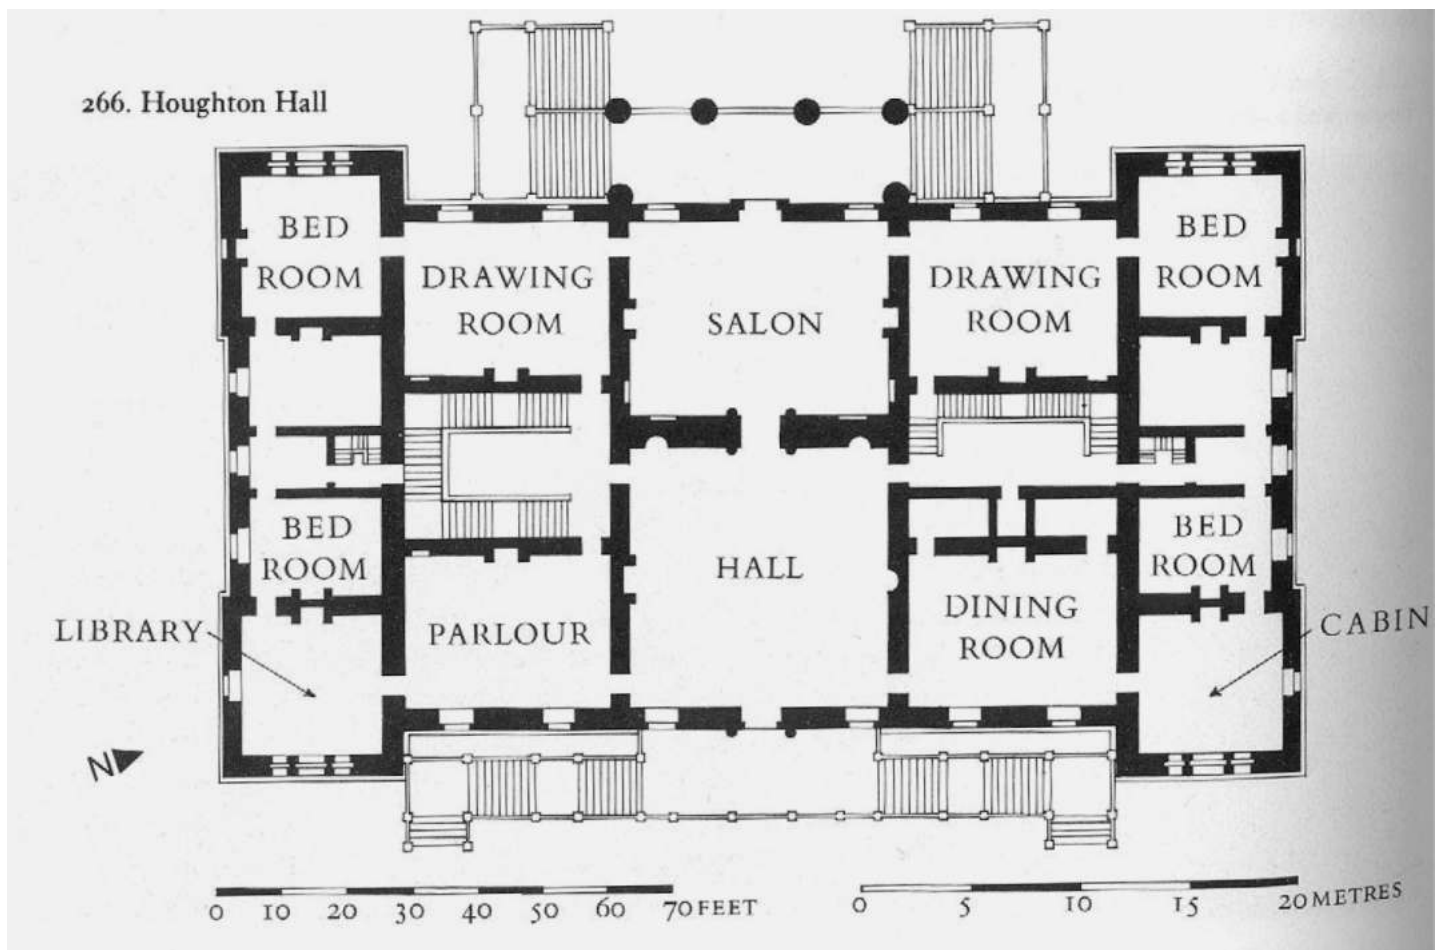 266. Houghton Hall
BED
ROOM
DRAWING
ROOM
SALON
DRAWING
ROOM
BED
ROOM
BED
ROOM
HALL
BED
ROOM
LIBRARY
PARLOUR
DINING
ROOM
CABIN
N
0 10 20 30 40 50 60 70 FEET
0 5 10 15 20 METRES